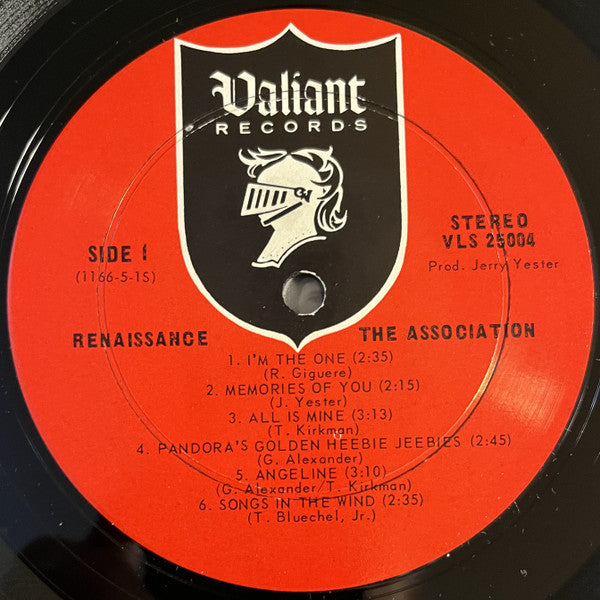 Valiant
RECORDS
SIDE 1
(1166-5-1S)
STEREO
VLS 25004
Prod. Jerry Yester
RENAISSANCE
THE ASSOCIATION
1. I'M THE ONE (2:35)
(R. Giguere)
2. MEMORIES OF YOU (2:15)
(J. Yester)
3. ALL IS MINE (3:13)
(T. Kirkman)
4. PANDORA'S GOLDEN HEEBIE JEEBIES (2:45)
(G. Alexander)
5. ANGELINE (3:10)
(G. Alexander/T. Kirkman)
6. SONGS IN THE WIND (2:35)
(T. Bluechel, Jr.)